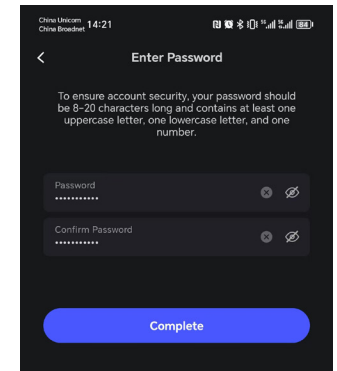 China Unicom 14:21
China Broadnet
84
Enter Password
To ensure account security, your password should
be 8-20 characters long and contains at least one
uppercase letter, one lowercase letter, and one
number.
Password
•••••••••••
Confirm Password
•••••••••••
Complete